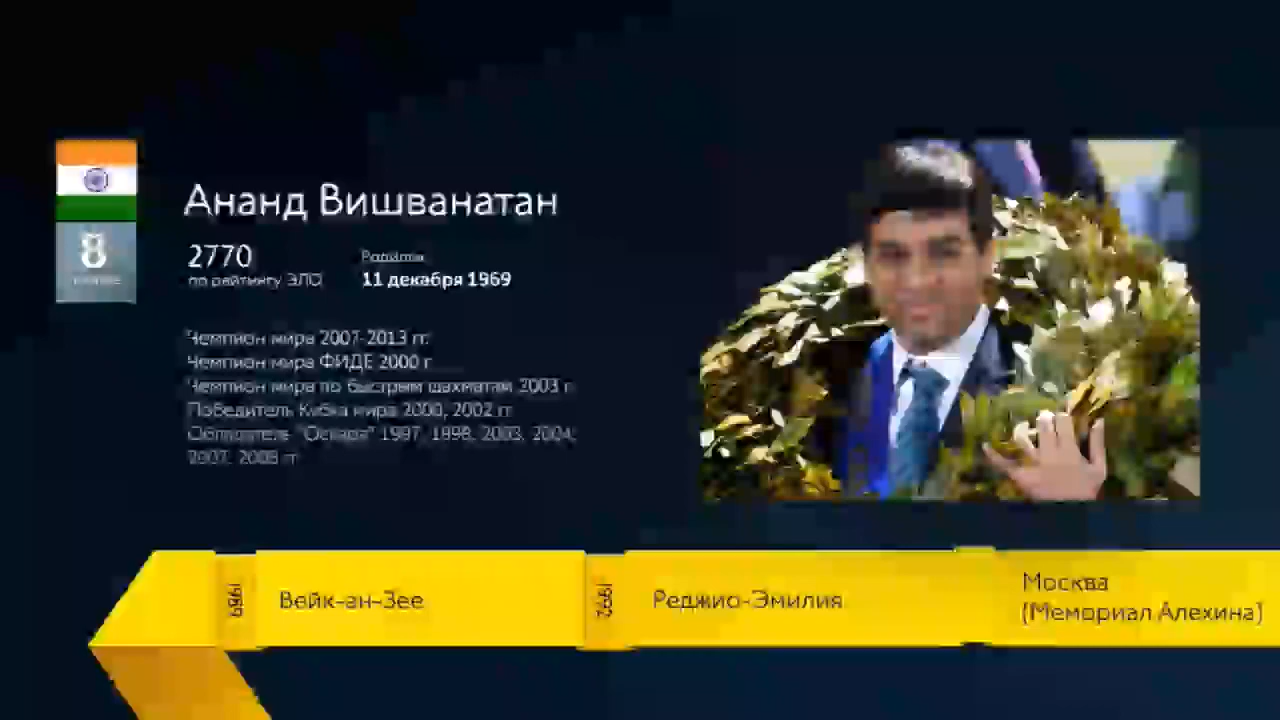 Ананд Вишванатан
8
2770
по рейтингу ЭЛО
Родился
11 декабря 1969
Чемпион мира 2007-2013 гг.
Чемпион мира ФИДЕ 2000 г.
Чемпион мира по быстрым шахматам 2003 г.
Победитель Кубка мира 2000, 2002 гг.
Обладатель "Оскара" 1997, 1998, 2003, 2004,
2007, 2008 гг.
1989
Вейк-ан-Зее
1992
Реджио-Эмилия
Москва
(Мемориал Алехина)